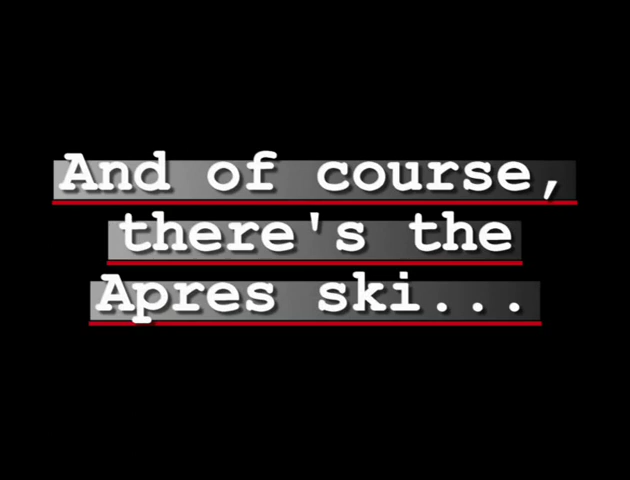 And of course,
there's the
Apres ski...